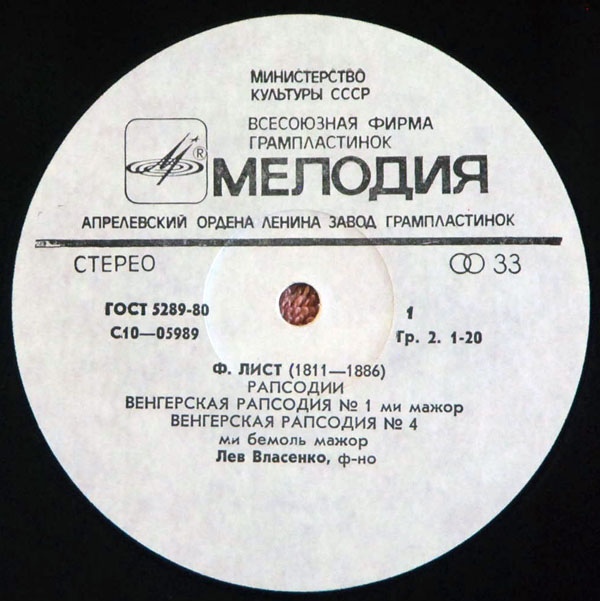 МИНИСТЕРСТВО
КУЛЬТУРЫ СССР
ВСЕСОЮЗНАЯ ФИРМА
ГРАМПЛАСТИНОК
® МЕЛОДИЯ
АПРЕЛЕВСКИЙ ОРДЕНА ЛЕНИНА ЗАВОД ГРАМПЛАСТИНОК
СТЕРЕО 33
ГОСТ 5289-80 1
С10—05989 Гр. 2. 1-20
Ф. ЛИСТ (1811—1886)
РАПСОДИИ
ВЕНГЕРСКАЯ РАПСОДИЯ № 1 ми мажор
ВЕНГЕРСКАЯ РАПСОДИЯ № 4
ми бемоль мажор
Лев Власенко, ф-но